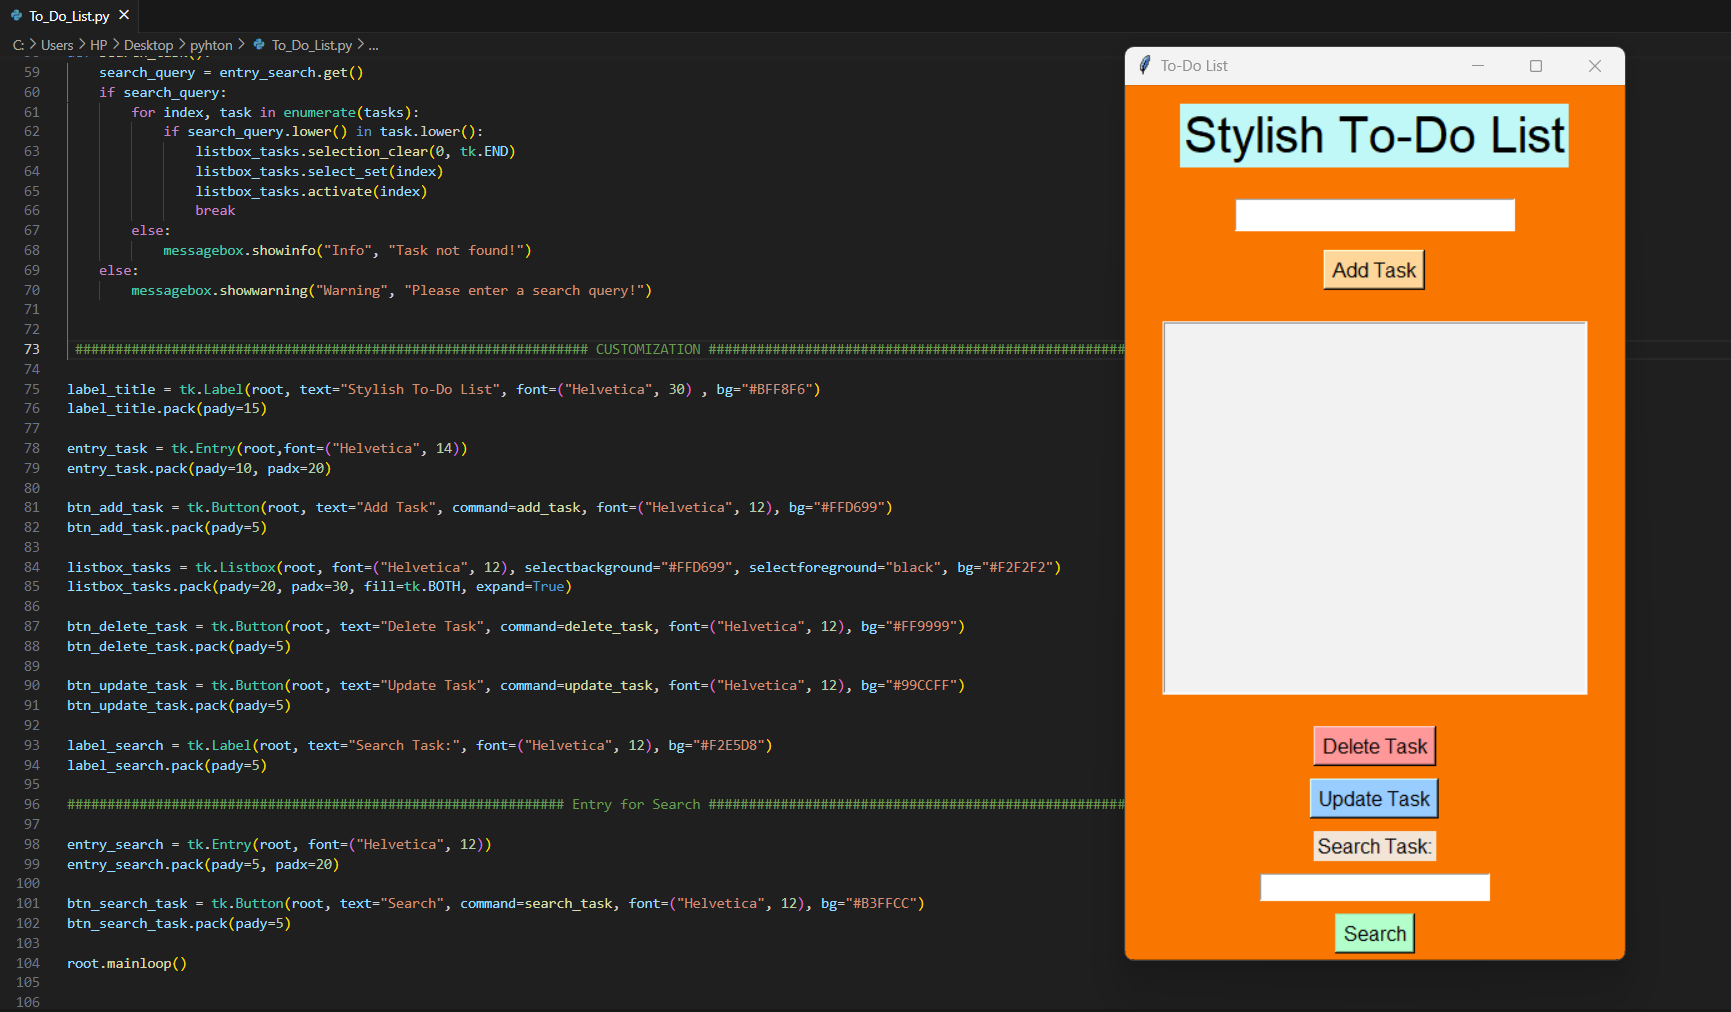 To_Do_List.py
C: > Users > HP > Desktop > pyhton > To_Do_List.py > ...
59 search_query = entry_search.get()
60 if search_query:
61 for index, task in enumerate(tasks):
62 if search_query.lower() in task.lower():
63 listbox_tasks.selection_clear(0, tk.END)
64 listbox_tasks.select_set(index)
65 listbox_tasks.activate(index)
66 break
67 else:
68 messagebox.showinfo("Info", "Task not found!")
69 else:
70 messagebox.showwarning("Warning", "Please enter a search query!")
71
72
73 ################################################################ CUSTOMIZATION ####################################################
74
75 label_title = tk.Label(root, text="Stylish To-Do List", font=("Helvetica", 30) , bg="#BFF8F6")
76 label_title.pack(pady=15)
77
78 entry_task = tk.Entry(root,font=("Helvetica", 14))
79 entry_task.pack(pady=10, padx=20)
80
81 btn_add_task = tk.Button(root, text="Add Task", command=add_task, font=("Helvetica", 12), bg="#FFD699")
82 btn_add_task.pack(pady=5)
83
84 listbox_tasks = tk.Listbox(root, font=("Helvetica", 12), selectbackground="#FFD699", selectforeground="black", bg="#F2F2F2")
85 listbox_tasks.pack(pady=20, padx=30, fill=tk.BOTH, expand=True)
86
87 btn_delete_task = tk.Button(root, text="Delete Task", command=delete_task, font=("Helvetica", 12), bg="#FF9999")
88 btn_delete_task.pack(pady=5)
89
90 btn_update_task = tk.Button(root, text="Update Task", command=update_task, font=("Helvetica", 12), bg="#99CCFF")
91 btn_update_task.pack(pady=5)
92
93 label_search = tk.Label(root, text="Search Task:", font=("Helvetica", 12), bg="#F2E5D8")
94 label_search.pack(pady=5)
95
96 ############################################################## Entry for Search ####################################################
97
98 entry_search = tk.Entry(root, font=("Helvetica", 12))
99 entry_search.pack(pady=5, padx=20)
100
101 btn_search_task = tk.Button(root, text="Search", command=search_task, font=("Helvetica", 12), bg="#B3FFCC")
102 btn_search_task.pack(pady=5)
103
104 root.mainloop()
105
106
To-Do List
Stylish To-Do List
Add Task
Delete Task
Update Task
Search Task:
Search